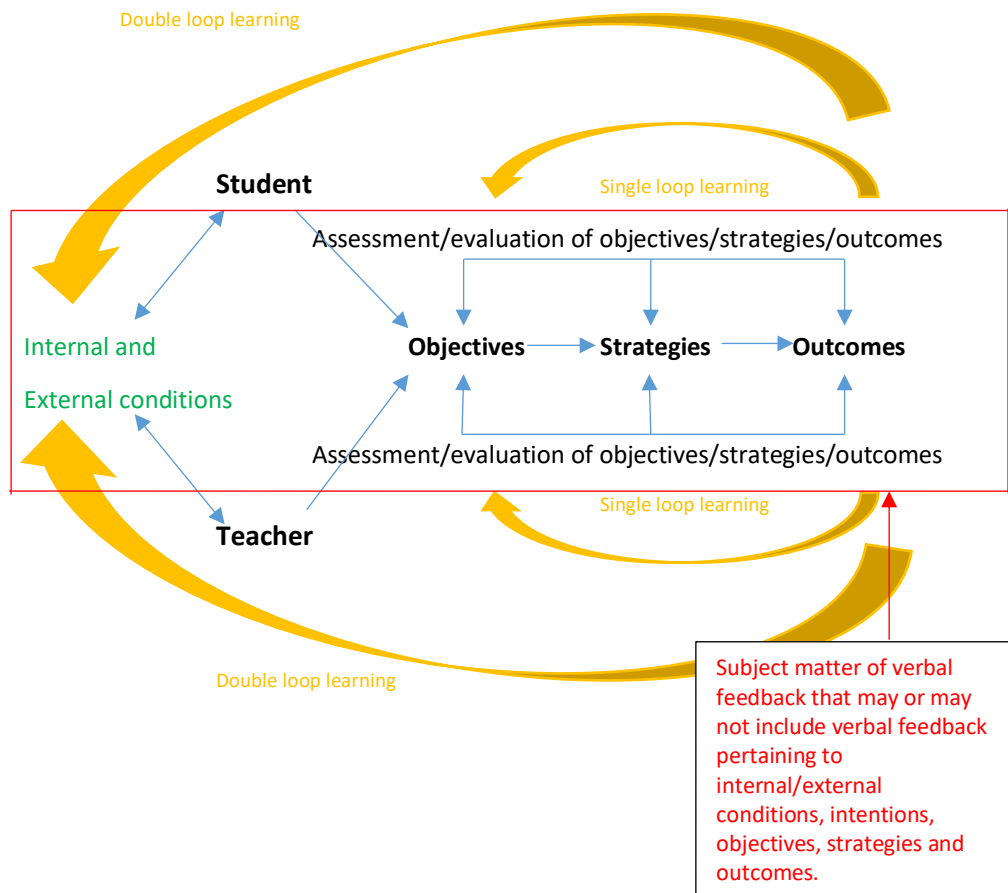 Double loop learning
Student
Single loop learning
Assessment/evaluation of objectives/strategies/outcomes
Internal and
External conditions
Objectives
Strategies
Outcomes
Assessment/evaluation of objectives/strategies/outcomes
Single loop learning
Teacher
Double loop learning
Subject matter of verbal
feedback that may or may
not include verbal feedback
pertaining to
internal/external
conditions, intentions,
objectives, strategies and
outcomes.